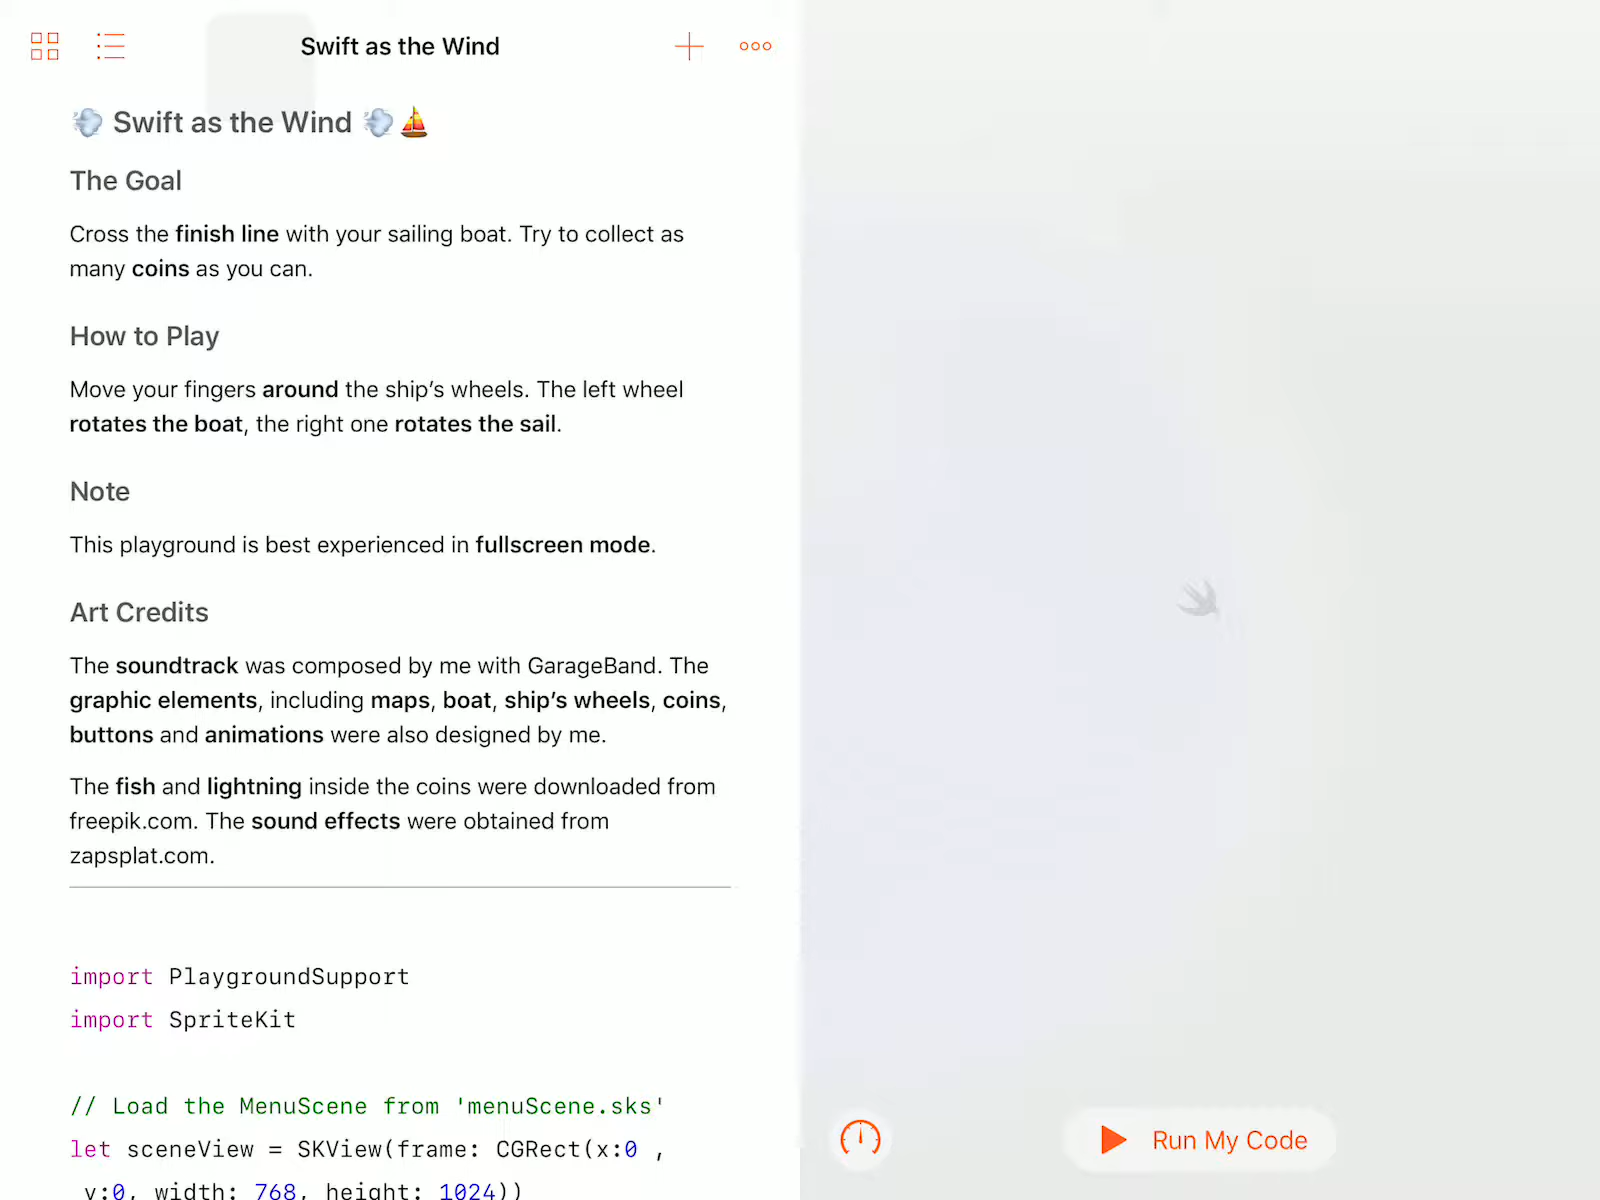 Swift as the Wind
💨 Swift as the Wind 💨⛵
The Goal
Cross the finish line with your sailing boat. Try to collect as
many coins as you can.
How to Play
Move your fingers around the ship’s wheels. The left wheel
rotates the boat, the right one rotates the sail.
Note
This playground is best experienced in fullscreen mode.
Art Credits
The soundtrack was composed by me with GarageBand. The
graphic elements, including maps, boat, ship’s wheels, coins,
buttons and animations were also designed by me.
The fish and lightning inside the coins were downloaded from
freepik.com. The sound effects were obtained from
zapsplat.com.
import PlaygroundSupport
import SpriteKit
// Load the MenuScene from 'menuScene.sks'
let sceneView = SKView(frame: CGRect(x:0 ,
y:0, width: 768, height: 1024))
Run My Code